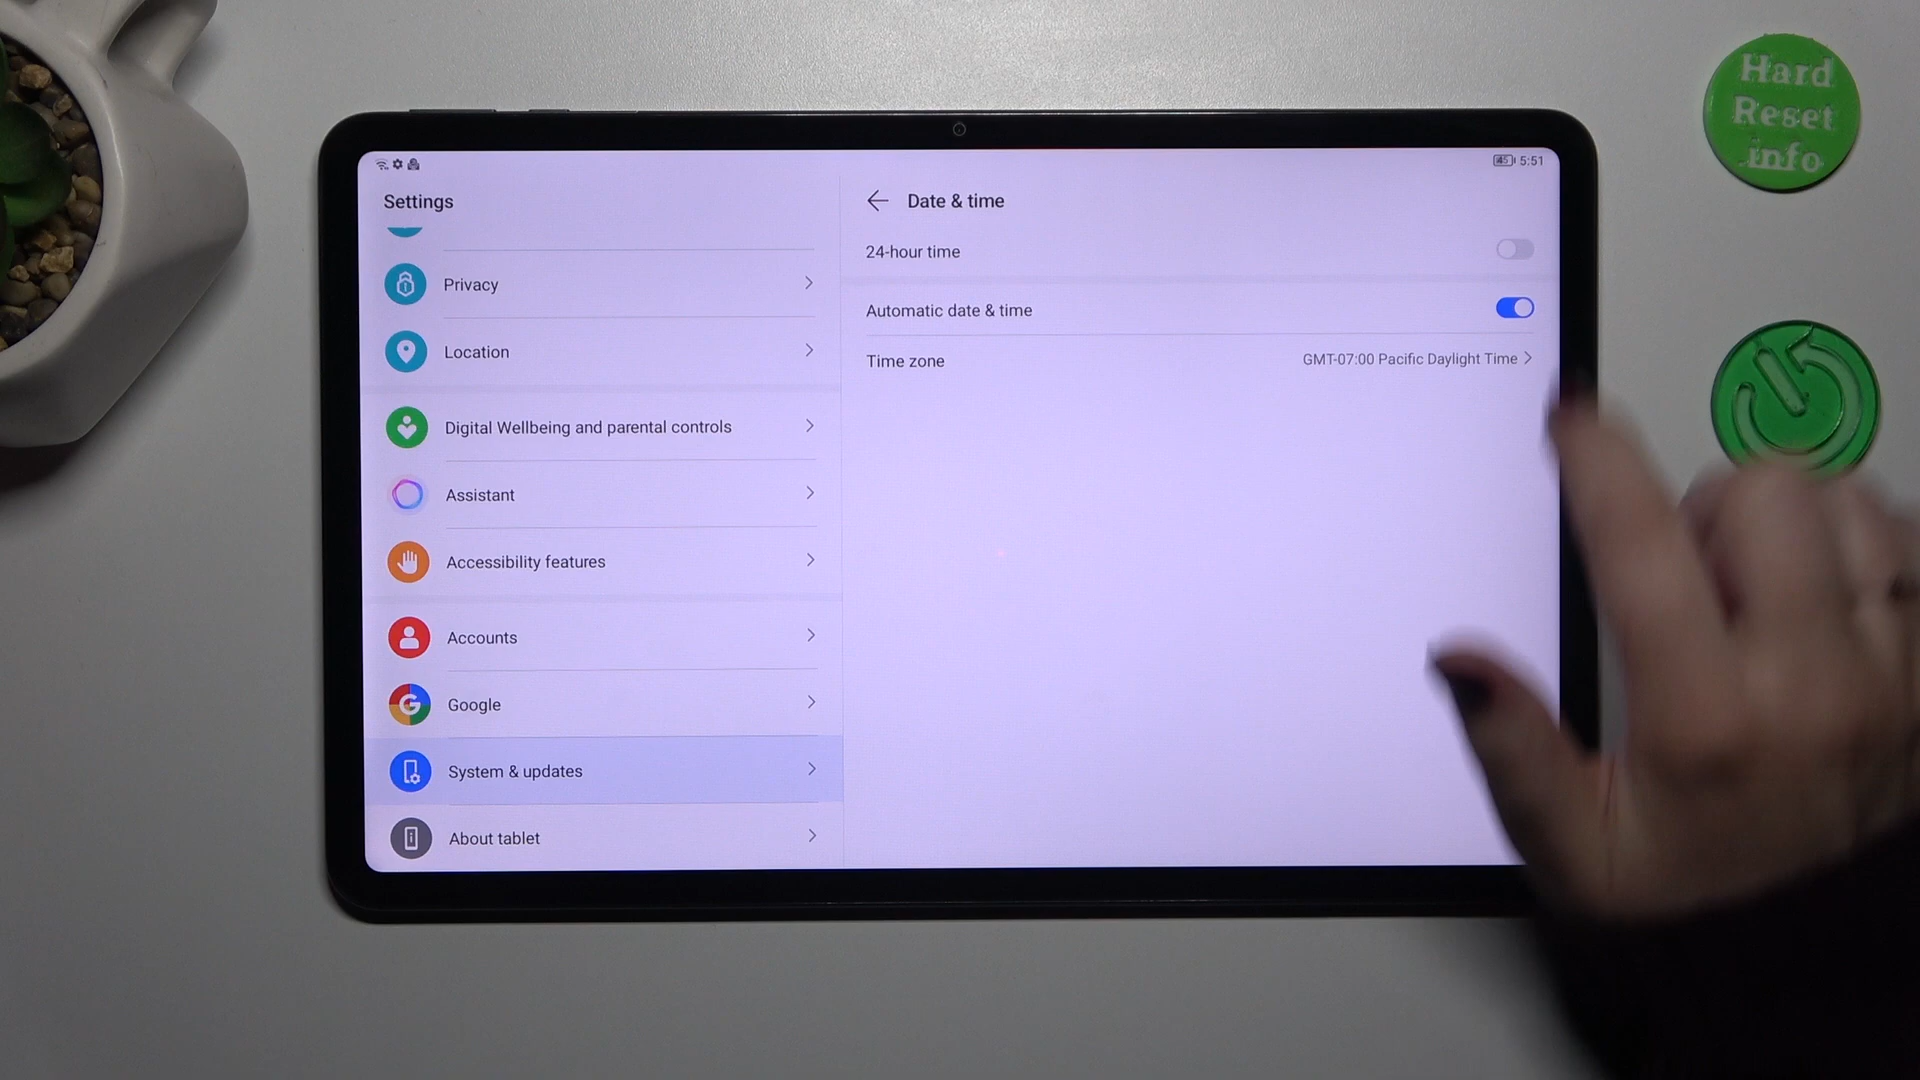 45 5:51
Settings
Privacy
Location
Digital Wellbeing and parental controls
Assistant
Accessibility features
Accounts
Google
System & updates
About tablet
Date & time
24-hour time
Automatic date & time
Time zone GMT-07:00 Pacific Daylight Time
Hard
Reset
info